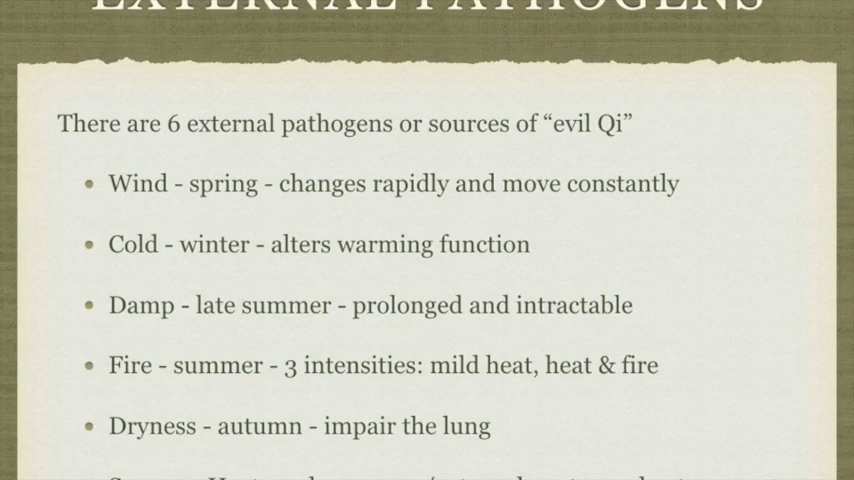 EXTERNAL PATHOGENS
There are 6 external pathogens or sources of “evil Qi”
Wind - spring - changes rapidly and move constantly
Cold - winter - alters warming function
Damp - late summer - prolonged and intractable
Fire - summer - 3 intensities: mild heat, heat & fire
Dryness - autumn - impair the lung